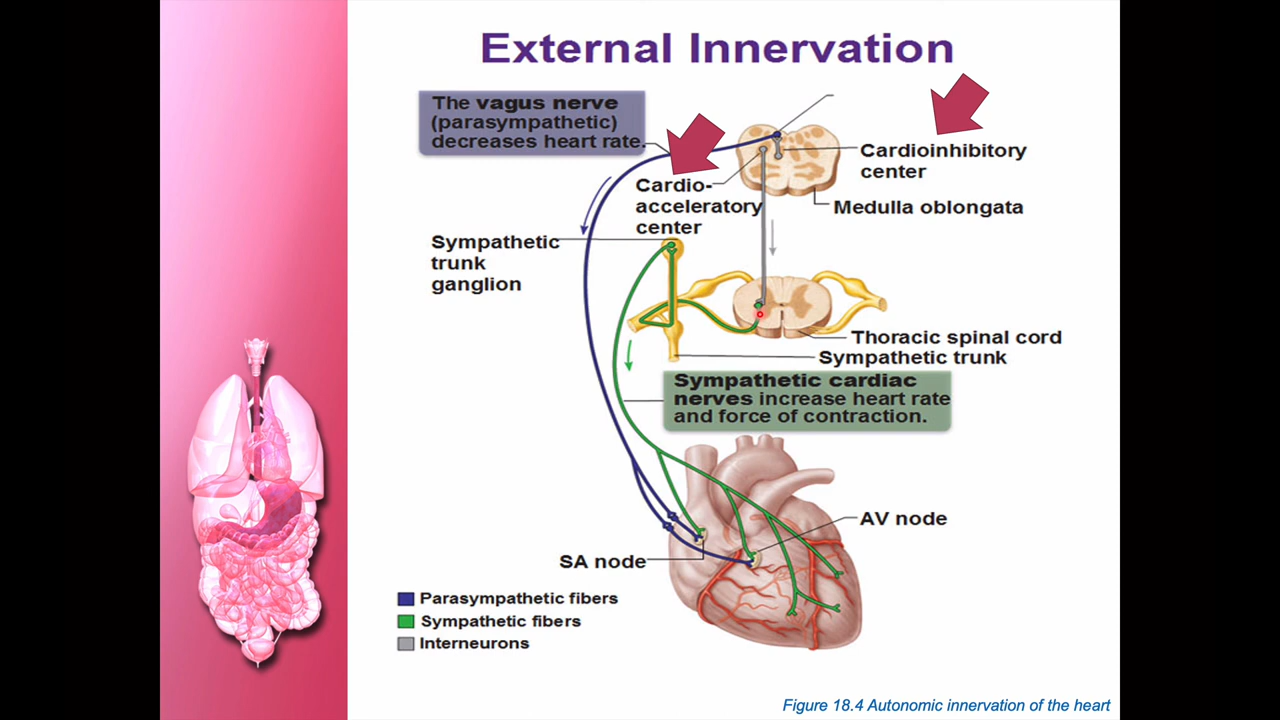 External Innervation
The vagus nerve
(parasympathetic)
decreases heart rate.
Cardioinhibitory
center
Cardio-
acceleratory
center
Medulla oblongata
Sympathetic
trunk
ganglion
Thoracic spinal cord
Sympathetic trunk
Sympathetic cardiac
nerves increase heart rate
and force of contraction.
AV node
SA node
Parasympathetic fibers
Sympathetic fibers
Interneurons
Figure 18.4 Autonomic innervation of the heart